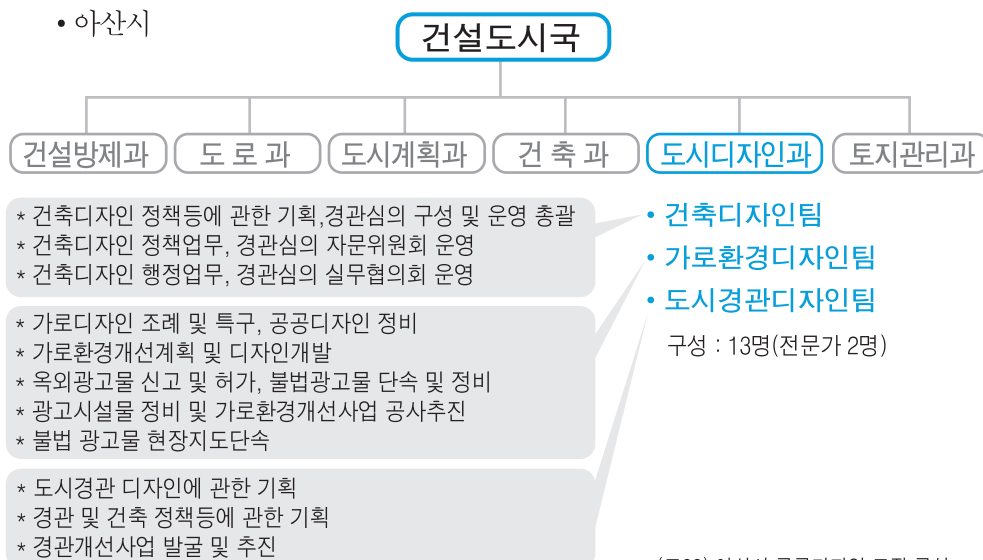 • 아산시
건설도시국
건설방제과 도 로 과 도시계획과 건 축 과 도시디자인과 토지관리과
* 건축디자인 정책등에 관한 기획,경관심의 구성 및 운영 총괄
* 건축디자인 정책업무, 경관심의 자문위원회 운영
* 건축디자인 행정업무, 경관심의 실무협의회 운영
• 건축디자인팀
• 가로환경디자인팀
• 도시경관디자인팀
구성 : 13명(전문가 2명)
* 가로디자인 조례 및 특구, 공공디자인 정비
* 가로환경개선계획 및 디자인개발
* 옥외광고물 신고 및 허가, 불법광고물 단속 및 정비
* 광고시설물 정비 및 가로환경개선사업 공사추진
* 불법 광고물 현장지도단속
* 도시경관 디자인에 관한 기획
* 경관 및 건축 정책등에 관한 기획
* 경관개선사업 발굴 및 추진